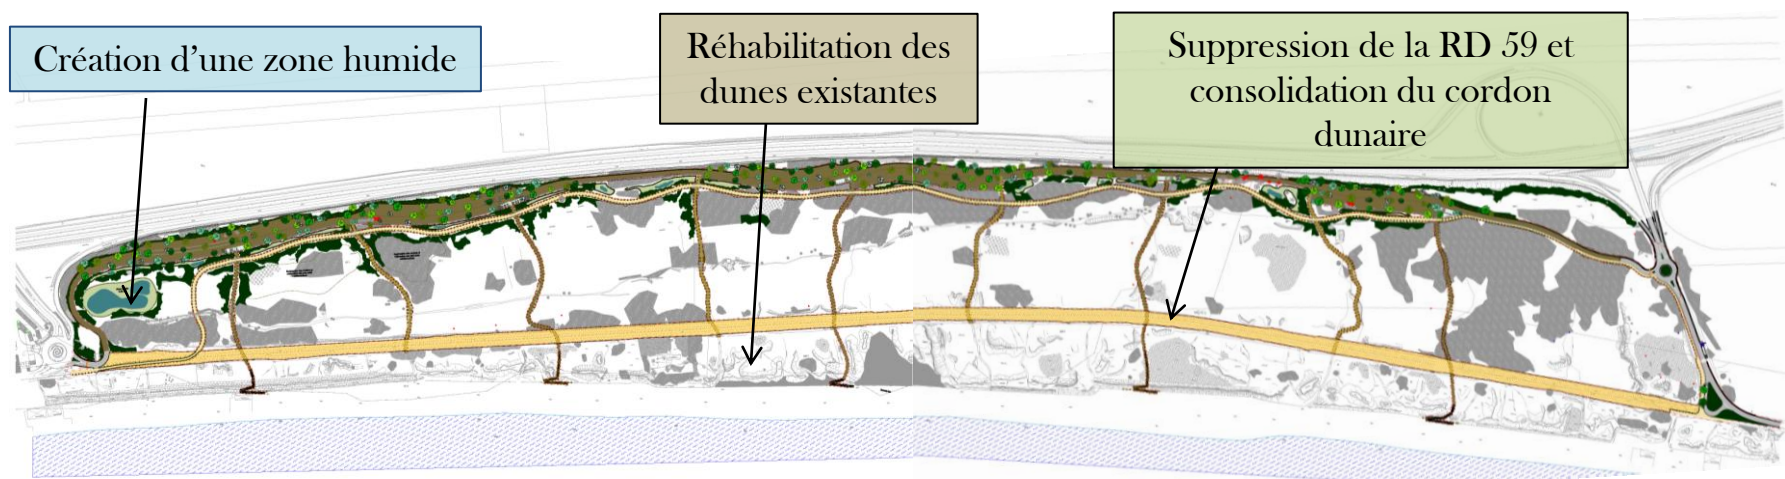 Création d'une zone humide
Réhabilitation des
dunes existantes
Suppression de la RD 59 et
consolidation du cordon
dunaire